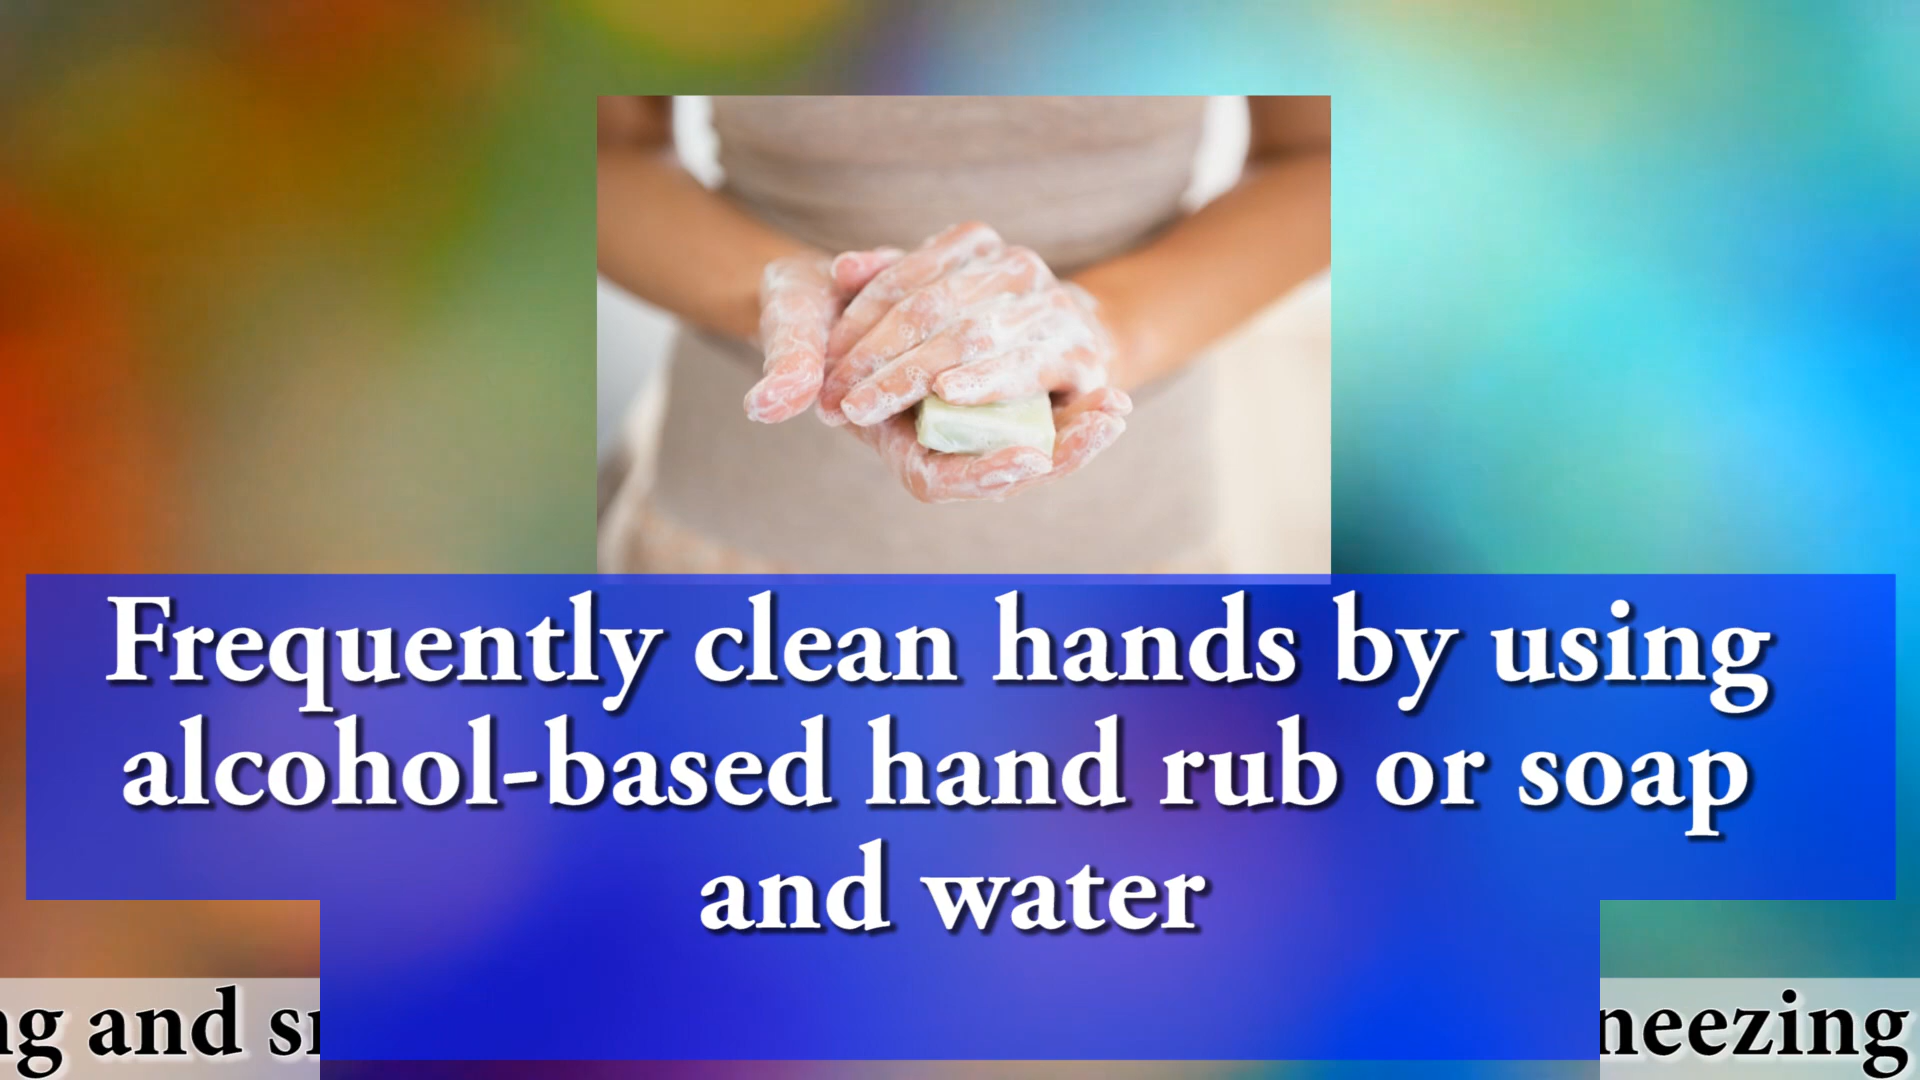 Frequently clean hands by using
alcohol-based hand rub or soap
and water
and
neezing